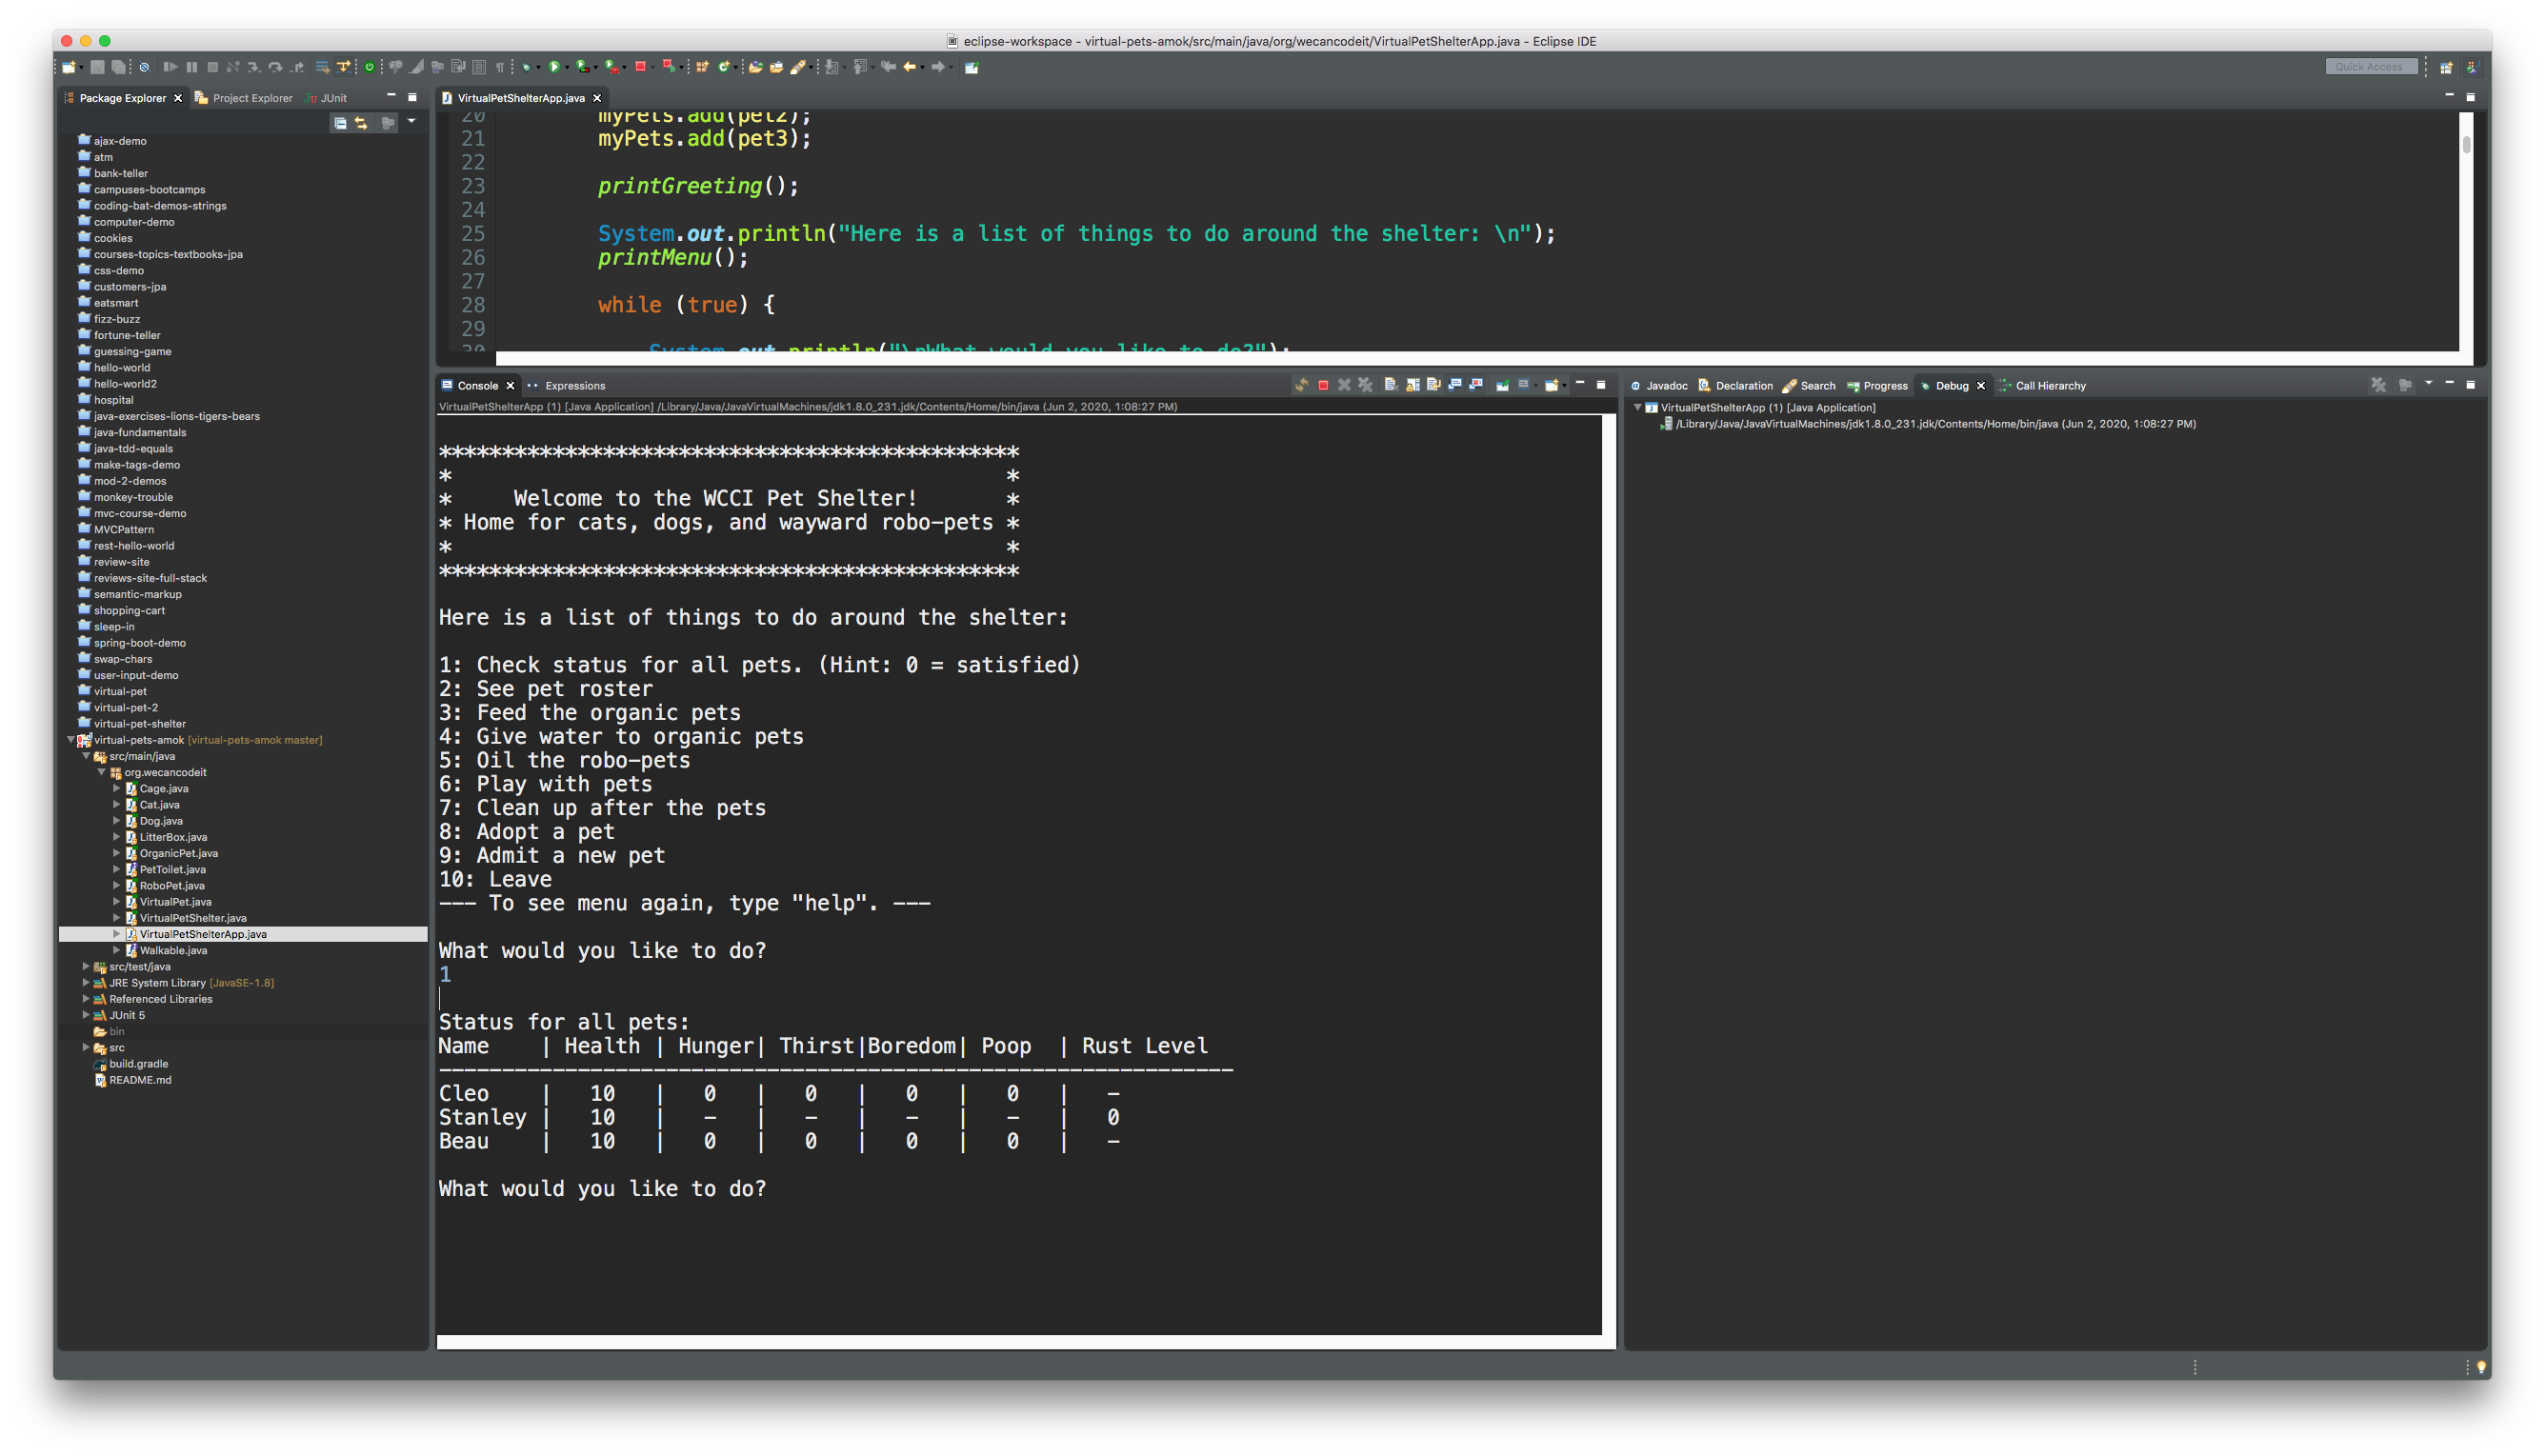 eclipse-workspace - virtual-pets-amok/src/main/java/org/wecancodeit/VirtualPetShelterApp.java - Eclipse IDE
Quick Access
Package Explorer
Project Explorer
JUnit
ajax-demo
atm
bank-teller
campuses-bootcamps
coding-bat-demos-strings
computer-demo
cookies
courses-topics-textbooks-jpa
css-demo
customers-jpa
eatsmart
fizz-buzz
fortune-teller
guessing-game
hello-world
hello-world2
hospital
java-exercises-lions-tigers-bears
java-fundamentals
java-tdd-equals
make-tags-demo
mod-2-demos
monkey-trouble
mvc-course-demo
MVCPattern
rest-hello-world
review-site
reviews-site-full-stack
semantic-markup
shopping-cart
sleep-in
spring-boot-demo
swap-chars
user-input-demo
virtual-pet
virtual-pet-2
virtual-pet-shelter
virtual-pets-amok [virtual-pets-amok master]
src/main/java
org.wecancodeit
Cage.java
Cat.java
Dog.java
LitterBox.java
OrganicPet.java
PetToilet.java
RoboPet.java
VirtualPet.java
VirtualPetShelter.java
VirtualPetShelterApp.java
Walkable.java
src/test/java
JRE System Library [JavaSE-1.8]
Referenced Libraries
JUnit 5
bin
src
build.gradle
README.md
VirtualPetShelterApp.java
20 myPets.add(pet2);
21 myPets.add(pet3);
22
23 printGreeting();
24
25 System.out.println("Here is a list of things to do around the shelter: \n");
26 printMenu();
27
28 while (true) {
29
30 System.out.println("\nWhat would you like to do?");
Console
Expressions
VirtualPetShelterApp (1) [Java Application] /Library/Java/JavaVirtualMachines/jdk1.8.0_231.jdk/Contents/Home/bin/java (Jun 2, 2020, 1:08:27 PM)
**********************************************
*                                            *
*     Welcome to the WCCI Pet Shelter!       *
* Home for cats, dogs, and wayward robo-pets *
*                                            *
**********************************************
Here is a list of things to do around the shelter:
1: Check status for all pets. (Hint: 0 = satisfied)
2: See pet roster
3: Feed the organic pets
4: Give water to organic pets
5: Oil the robo-pets
6: Play with pets
7: Clean up after the pets
8: Adopt a pet
9: Admit a new pet
10: Leave
--- To see menu again, type "help". ---
What would you like to do?
1
Status for all pets:
Name    | Health | Hunger| Thirst|Boredom| Poop  | Rust Level
---------------------------------------------------------------
Cleo    |   10   |   0   |   0   |   0   |   0   |   -
Stanley |   10   |   -   |   -   |   -   |   -   |   0
Beau    |   10   |   0   |   0   |   0   |   0   |   -
What would you like to do?
Javadoc
Declaration
Search
Progress
Debug
Call Hierarchy
VirtualPetShelterApp (1) [Java Application]
/Library/Java/JavaVirtualMachines/jdk1.8.0_231.jdk/Contents/Home/bin/java (Jun 2, 2020, 1:08:27 PM)